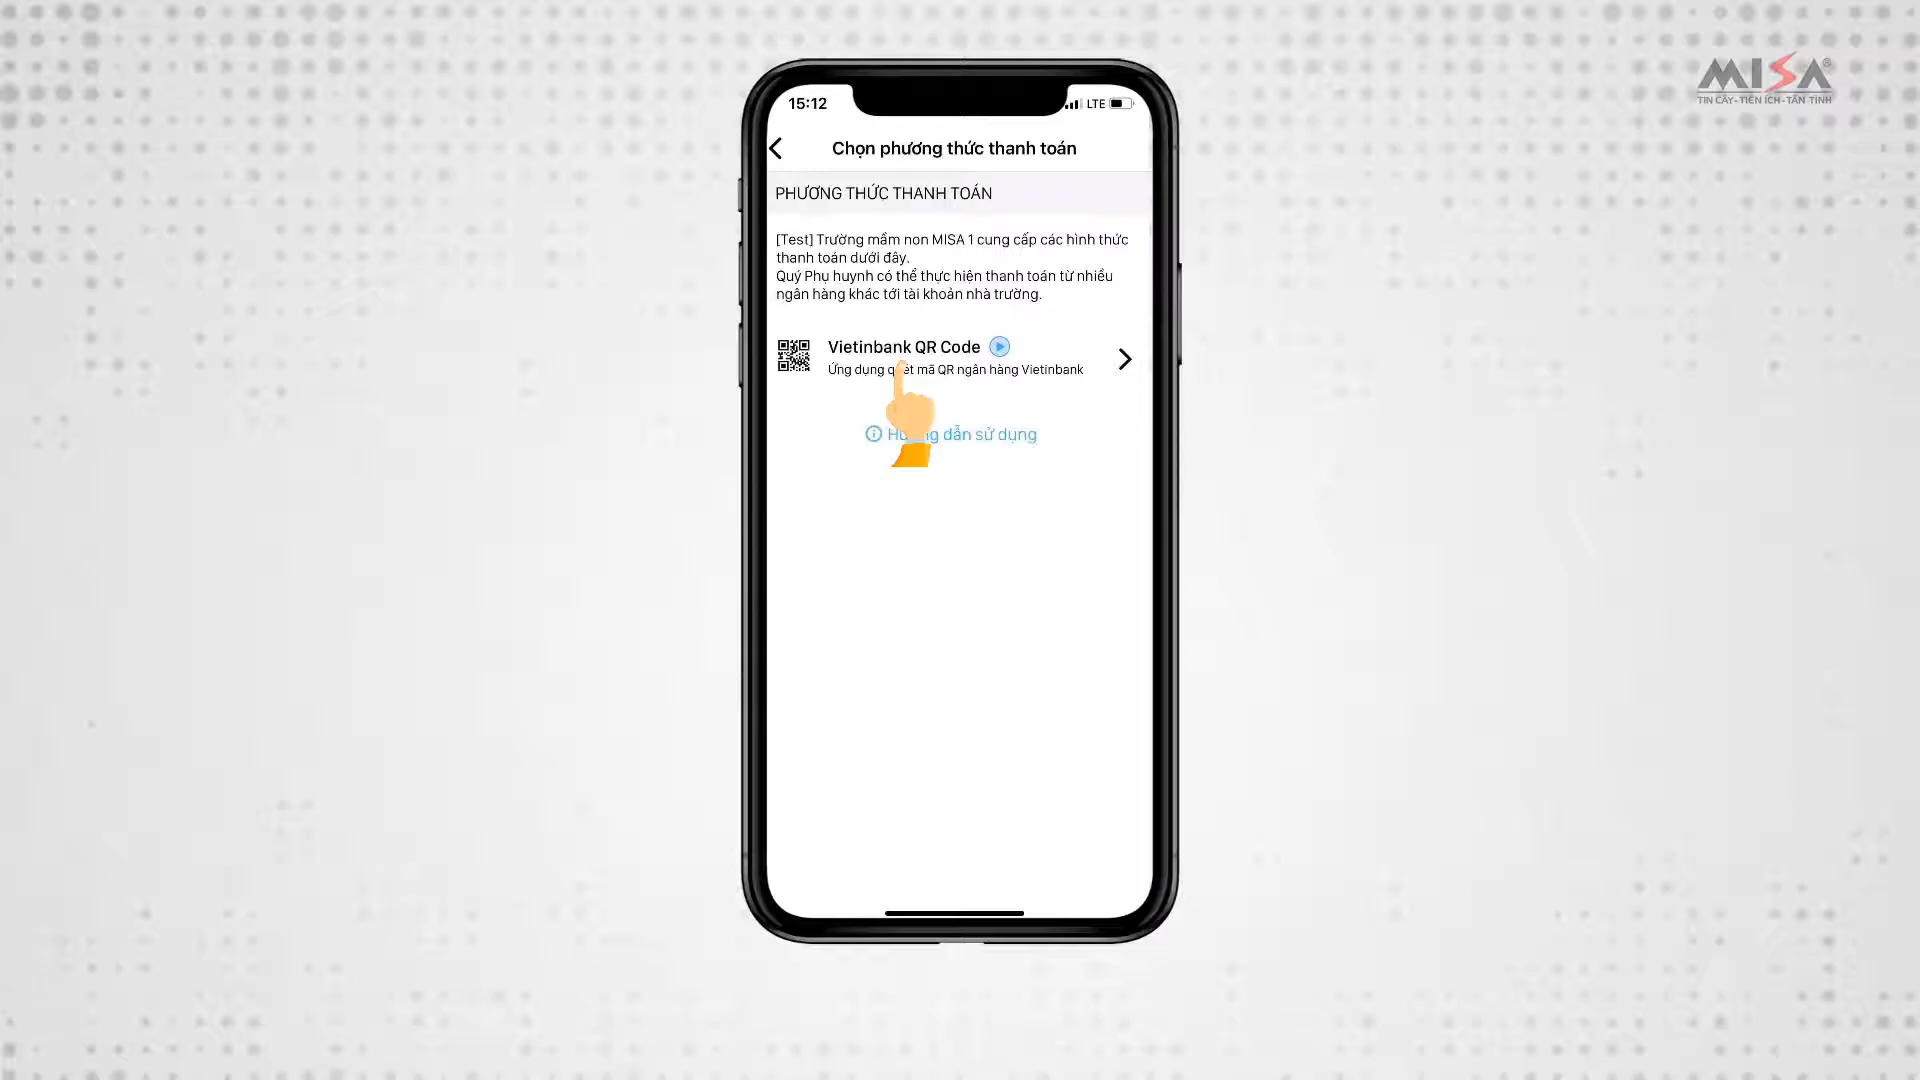 MISA®
TIN CẬY - TIỆN ÍCH - TẬN TÌNH
15:12
LTE
Chọn phương thức thanh toán
PHƯƠNG THỨC THANH TOÁN
[Test] Trường mầm non MISA 1 cung cấp các hình thức
thanh toán dưới đây.
Quý Phụ huynh có thể thực hiện thanh toán từ nhiều
ngân hàng khác tới tài khoản nhà trường.
Vietinbank QR Code
Ứng dụng quét mã QR ngân hàng Vietinbank
Hướng dẫn sử dụng